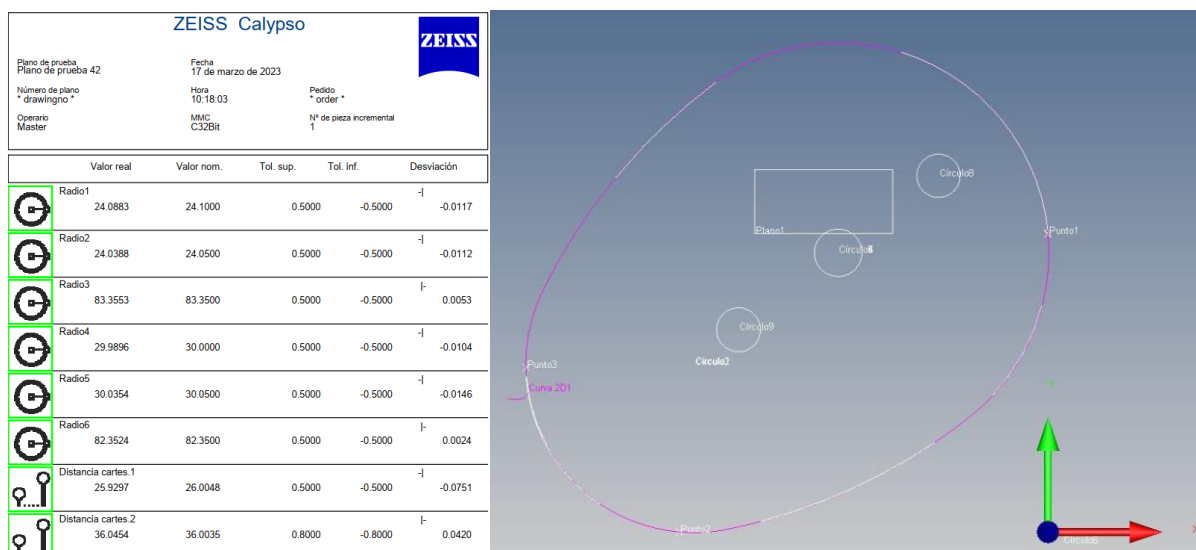 ZEISS Calypso
ZEISS
Plano de prueba
Plano de prueba 42
Fecha
17 de marzo de 2023
Número de plano
* drawingno *
Hora
10:18:03
Pedido
* order *
Operario
Master
MMC
C32Bit
Nº de pieza incremental
1
Valor real Valor nom. Tol. sup. Tol. inf. Desviación
Radio1 -|
24.0883 24.1000 0.5000 -0.5000 -0.0117
Radio2 -|
24.0388 24.0500 0.5000 -0.5000 -0.0112
Radio3 |-
83.3553 83.3500 0.5000 -0.5000 0.0053
Radio4 -|
29.9896 30.0000 0.5000 -0.5000 -0.0104
Radio5 -|
30.0354 30.0500 0.5000 -0.5000 -0.0146
Radio6 |-
82.3524 82.3500 0.5000 -0.5000 0.0024
Distancia cartes.1 -|
25.9297 26.0048 0.5000 -0.5000 -0.0751
Distancia cartes.2 |-
36.0454 36.0035 0.8000 -0.8000 0.0420
Círculo8
Plano1
Punto1
Círculo
Círculo9
Círculo2
Punto3
Curva 2D1
Punto2
Y
X
Círculo6